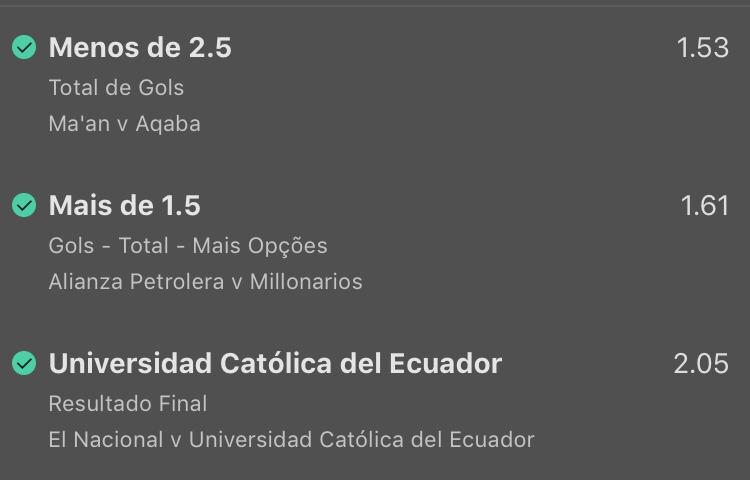 Menos de 2.5 1.53
Total de Gols
Ma'an v Aqaba
Mais de 1.5 1.61
Gols - Total - Mais Opções
Alianza Petrolera v Millonarios
Universidad Católica del Ecuador 2.05
Resultado Final
El Nacional v Universidad Católica del Ecuador